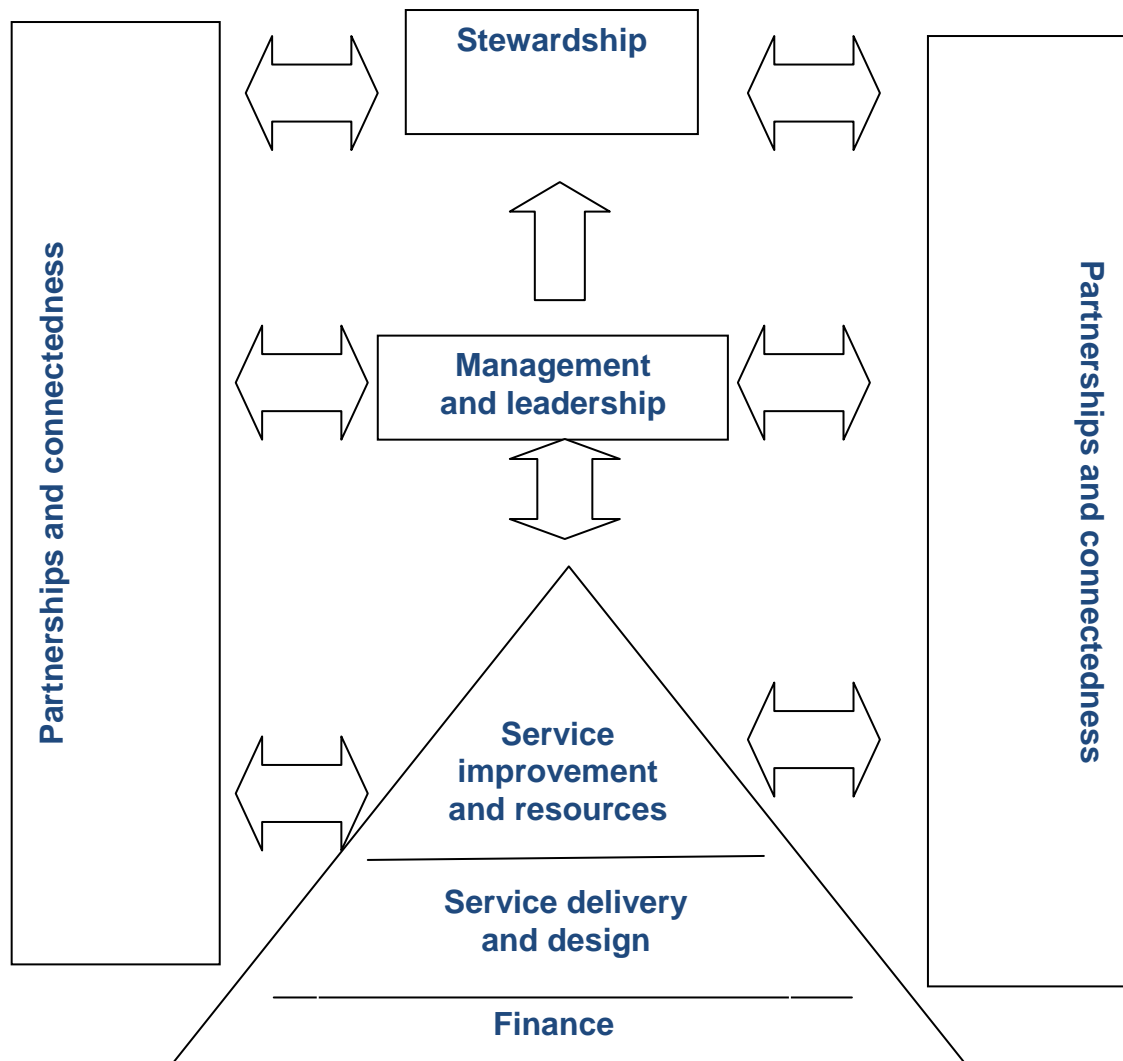 Stewardship
Partnerships and connectedness
Management
and leadership
Partnerships and connectedness
Service
improvement
and resources
Service delivery
and design
Finance